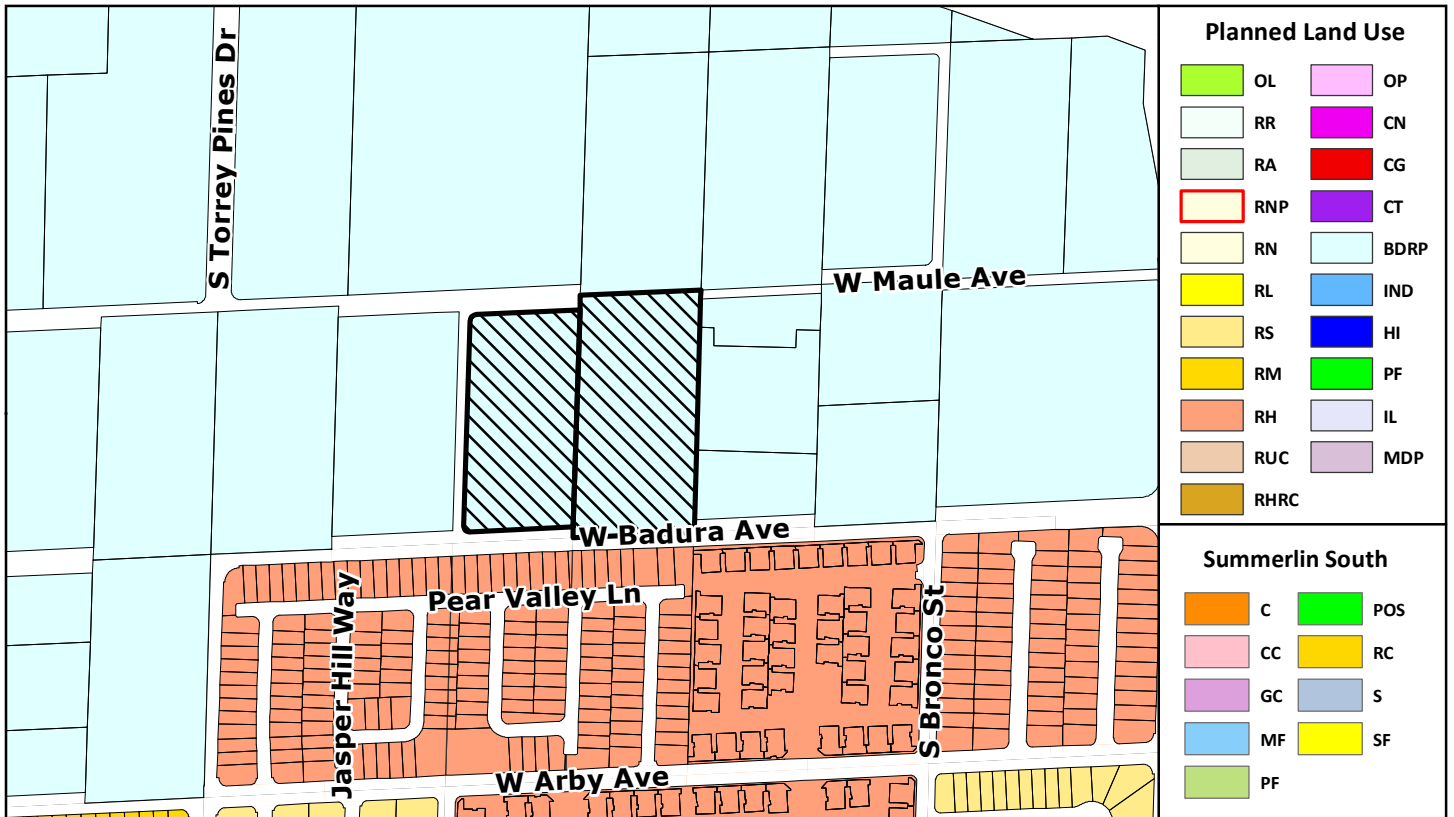 S Torrey Pines Dr
W Maule Ave
W Badura Ave
Pear Valley Ln
Jasper Hill Way
S Bronco St
W Arby Ave
Planned Land Use
OL OP
RR CN
RA CG
RNP CT
RN BDRP
RL IND
RS HI
RM PF
RH IL
RUC MDP
RHRC
Summerlin South
C POS
CC RC
GC S
MF SF
PF